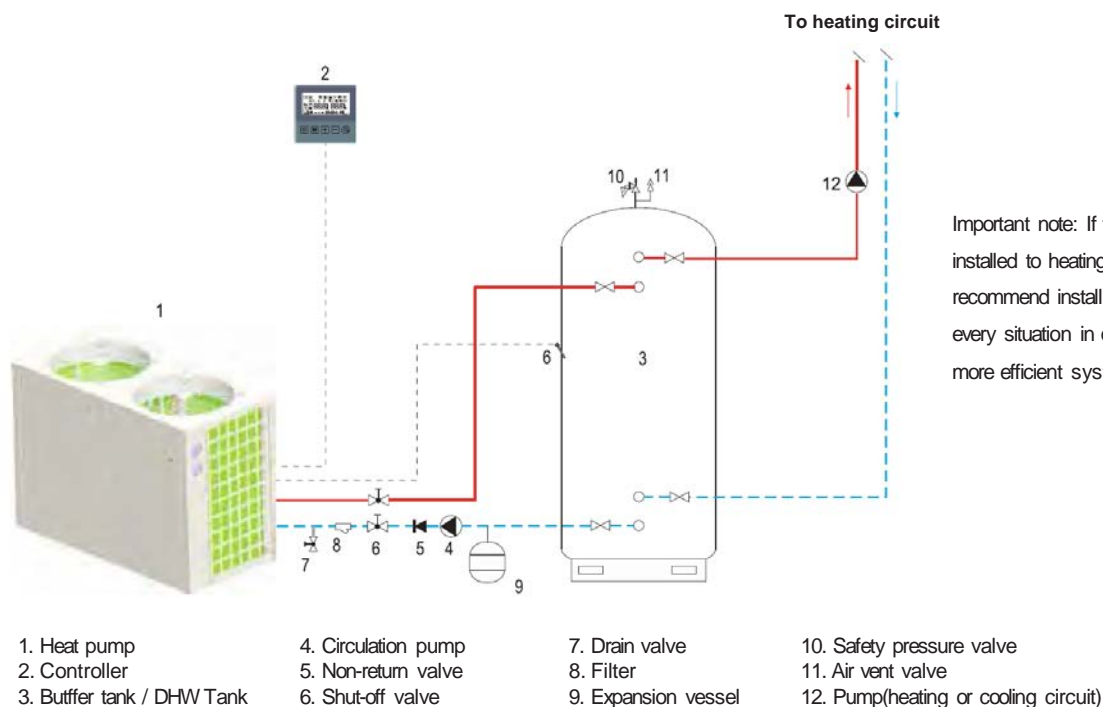 To heating circuit
2
10
11
12
Important note: If
installed to heating
recommend install
every situation in
more efficient sys
1
6
3
7
8
6
5
4
9
1. Heat pump
2. Controller
3. Butffer tank / DHW Tank
4. Circulation pump
5. Non-return valve
6. Shut-off valve
7. Drain valve
8. Filter
9. Expansion vessel
10. Safety pressure valve
11. Air vent valve
12. Pump(heating or cooling circuit)